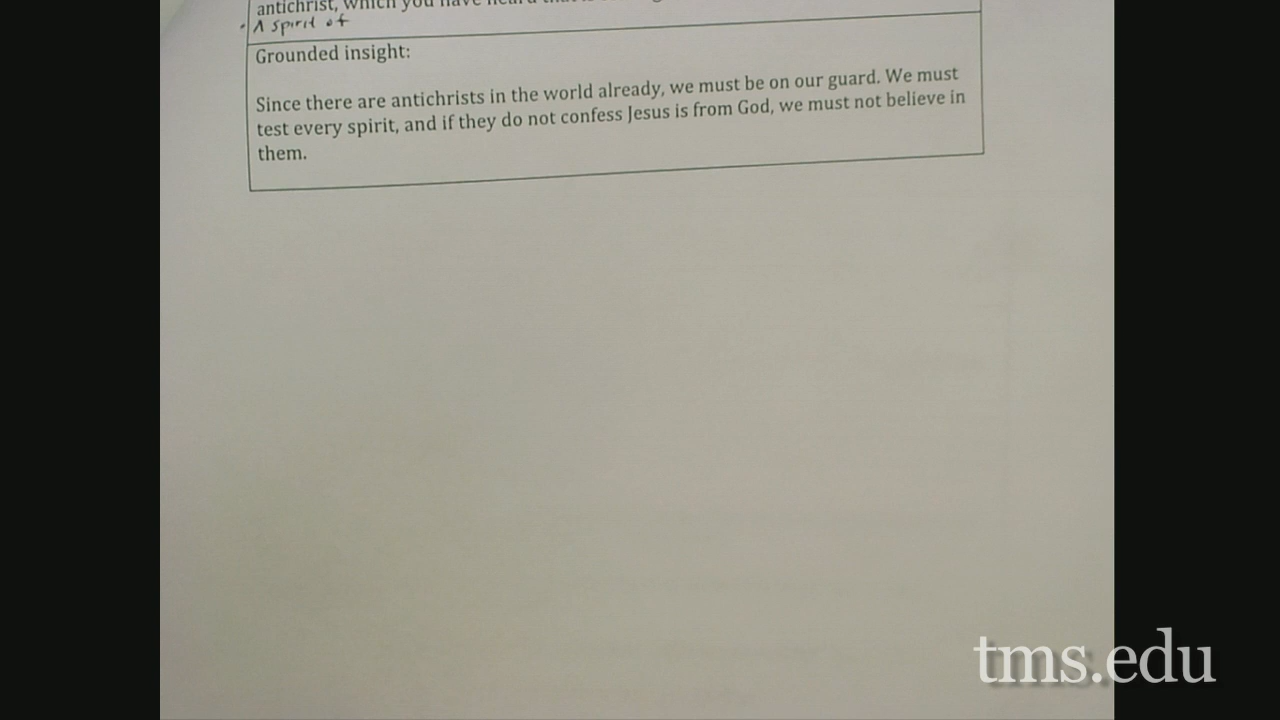 antichrist, which you have heard
A spirit of
Grounded insight:
Since there are antichrists in the world already, we must be on our guard. We must
test every spirit, and if they do not confess Jesus is from God, we must not believe in
them.
tms.edu